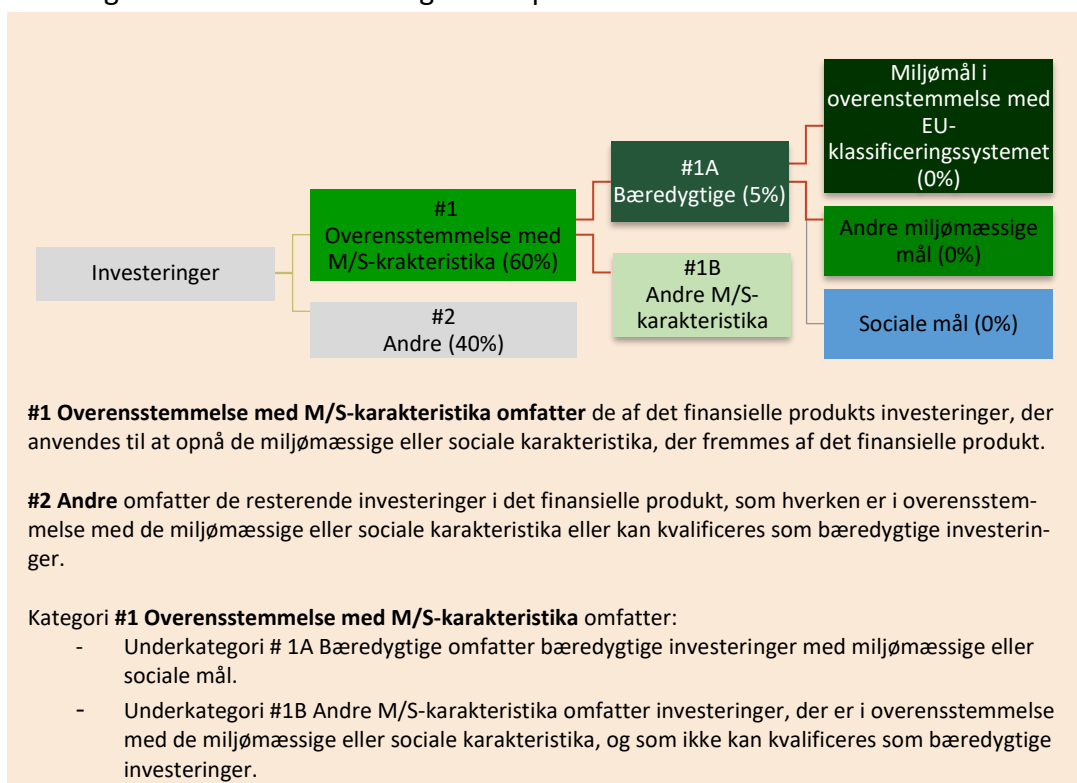 Investeringer
#1
Overensstemmelse med
M/S-krakteristika (60%)
#2
Andre (40%)
#1A
Bæredygtige (5%)
#1B
Andre M/S-
karakteristika
Miljømål i
overenstemmelse med
EU-
klassificeringssystemet
(0%)
Andre miljømæssige
mål (0%)
Sociale mål (0%)
#1 Overensstemmelse med M/S-karakteristika omfatter de af det finansielle produkts investeringer, der
anvendes til at opnå de miljømæssige eller sociale karakteristika, der fremmes af det finansielle produkt.
#2 Andre omfatter de resterende investeringer i det finansielle produkt, som hverken er i overensstem-
melse med de miljømæssige eller sociale karakteristika eller kan kvalificeres som bæredygtige investerin-
ger.
Kategori #1 Overensstemmelse med M/S-karakteristika omfatter:
- Underkategori # 1A Bæredygtige omfatter bæredygtige investeringer med miljømæssige eller
sociale mål.
- Underkategori #1B Andre M/S-karakteristika omfatter investeringer, der er i overensstemmelse
med de miljømæssige eller sociale karakteristika, og som ikke kan kvalificeres som bæredygtige
investeringer.